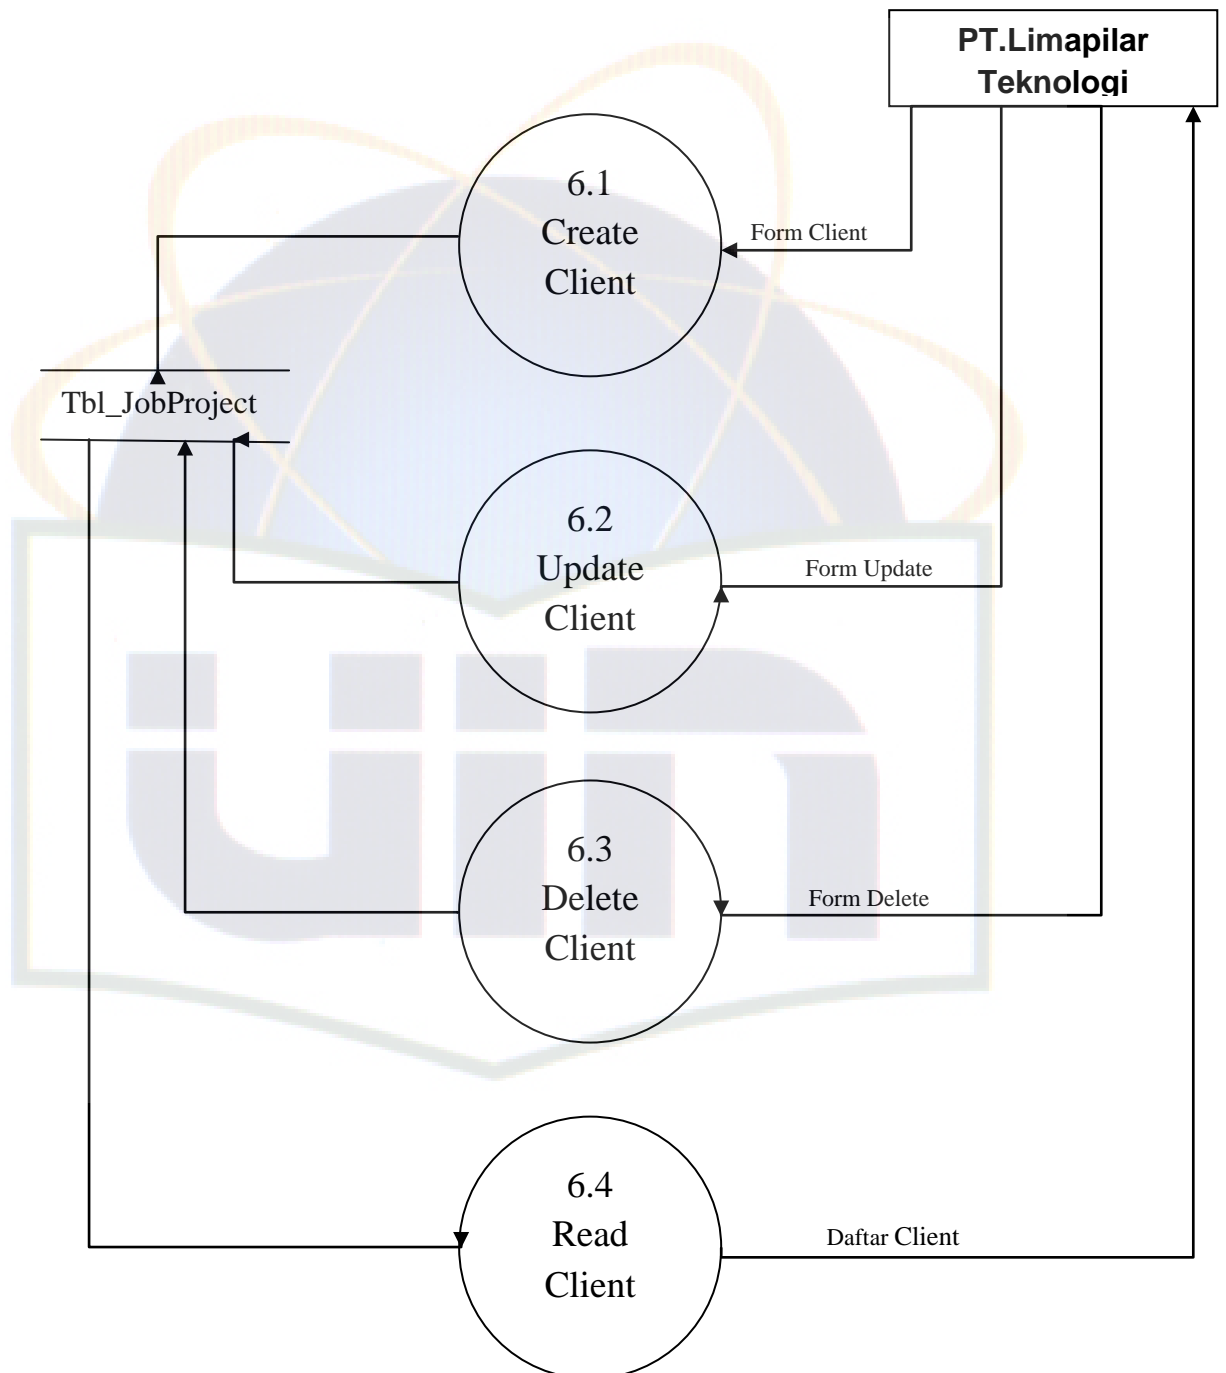 PT.Limapilar
Teknologi
6.1
Create
Client
Form Client
Tbl_JobProject
6.2
Update
Client
Form Update
6.3
Delete
Client
Form Delete
6.4
Read
Client
Daftar Client
uin